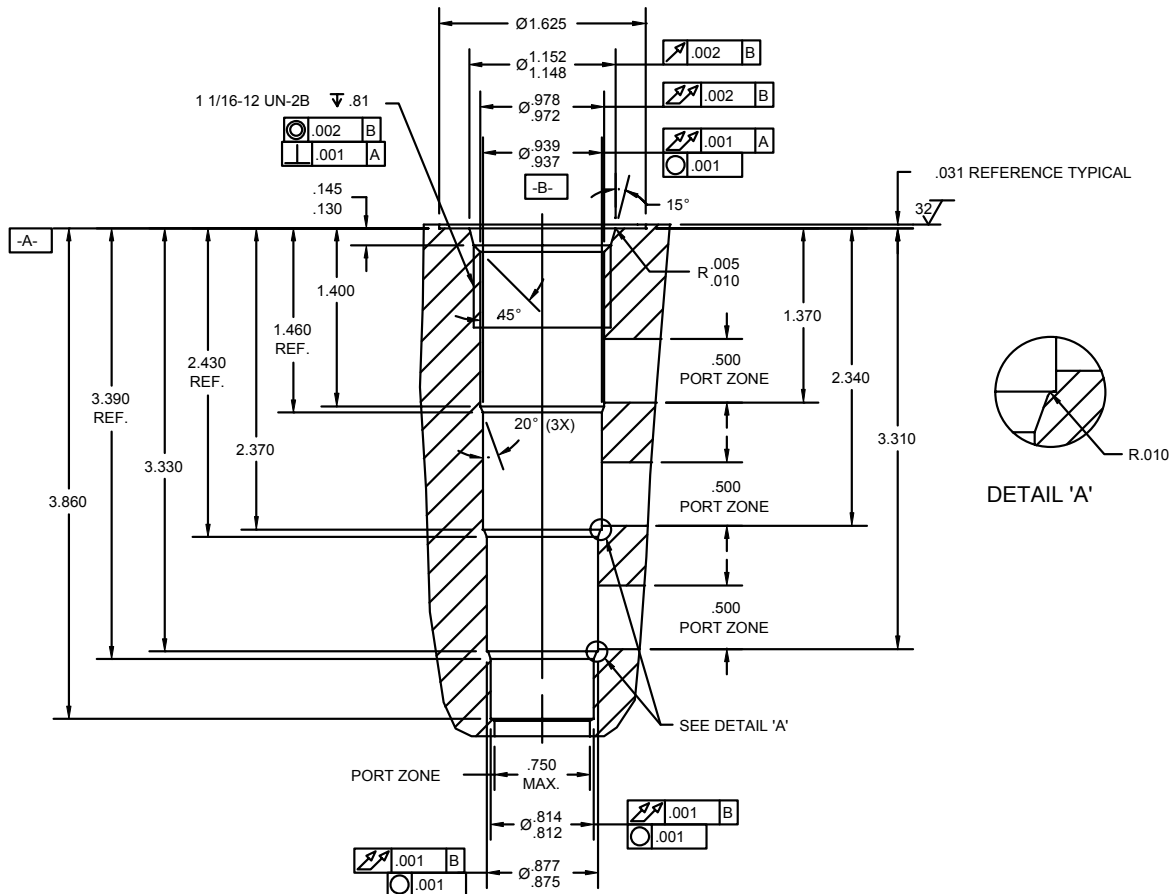 Ø1.625
Ø1.152
1.148
.002 B
1 1/16-12 UN-2B ↧ .81
Ø.978
.972
.002 B
.002 B
.001 A
Ø.939
.937
.001 A
.001
-B-
.031 REFERENCE TYPICAL
.145
.130
15°
32
-A-
R.005
.010
1.400
45°
1.370
1.460
REF.
.500
PORT ZONE
2.430
REF.
2.340
3.390
REF.
20° (3X)
3.310
2.370
3.330
R.010
3.860
.500
PORT ZONE
DETAIL 'A'
.500
PORT ZONE
SEE DETAIL 'A'
PORT ZONE
.750
MAX.
Ø.814
.812
.001 B
.001
.001 B
.001
Ø.877
.875